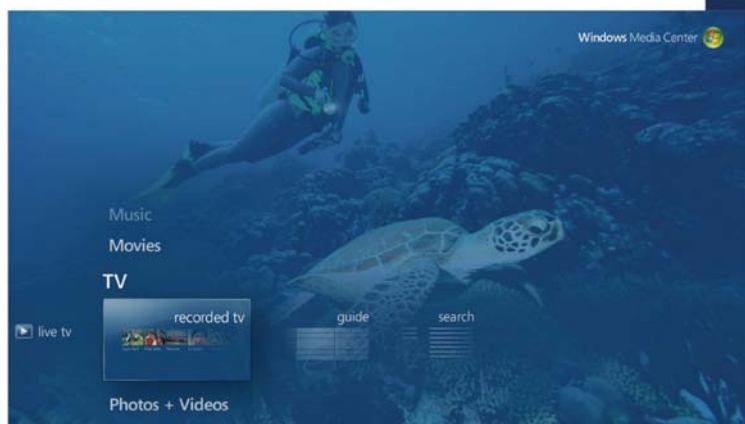 Windows Media Center
Music
Movies
TV
recorded tv
live tv
guide
search
Photos + Videos